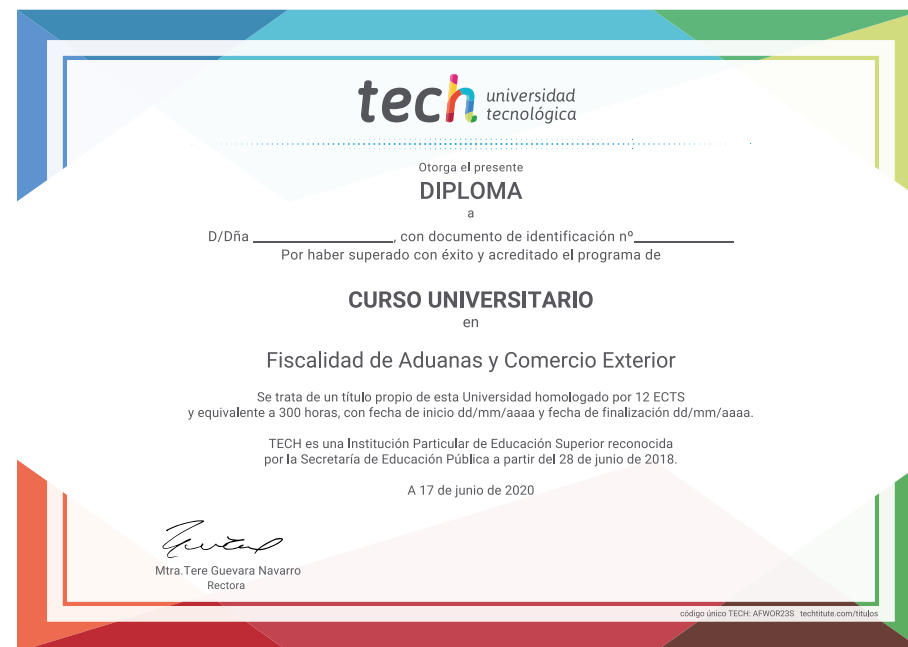 tech universidad
tecnológica
Otorga el presente
DIPLOMA
a
D/Dña ________________, con documento de identificación nº____________
Por haber superado con éxito y acreditado el programa de
CURSO UNIVERSITARIO
en
Fiscalidad de Aduanas y Comercio Exterior
Se trata de un título propio de esta Universidad homologado por 12 ECTS
y equivalente a 300 horas, con fecha de inicio dd/mm/aaaa y fecha de finalización dd/mm/aaaa.
TECH es una Institución Particular de Educación Superior reconocida
por la Secretaría de Educación Pública a partir del 28 de junio de 2018.
A 17 de junio de 2020
Mtra.Tere Guevara Navarro
Rectora
código único TECH: AFWOR23S techtitute.com/titulos